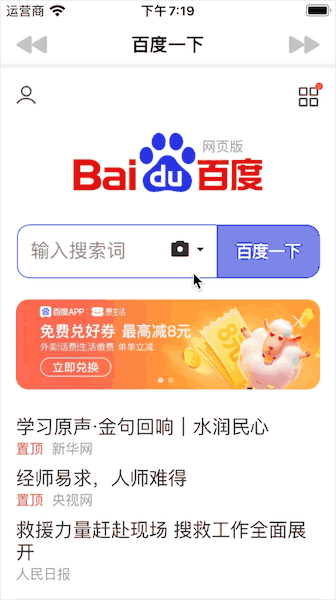 运营商 下午7:19
百度一下
网页版
Bai du 百度
输入搜索词 百度一下
百度APP | 惠生活
免费兑好券 最高减8元
外卖|话费|生活缴费 单单立减
立即兑换
学习原声·金句回响｜水润民心
置顶 新华网
经师易求，人师难得
置顶 央视网
救援力量赶赴现场 搜救工作全面展
开
人民日报